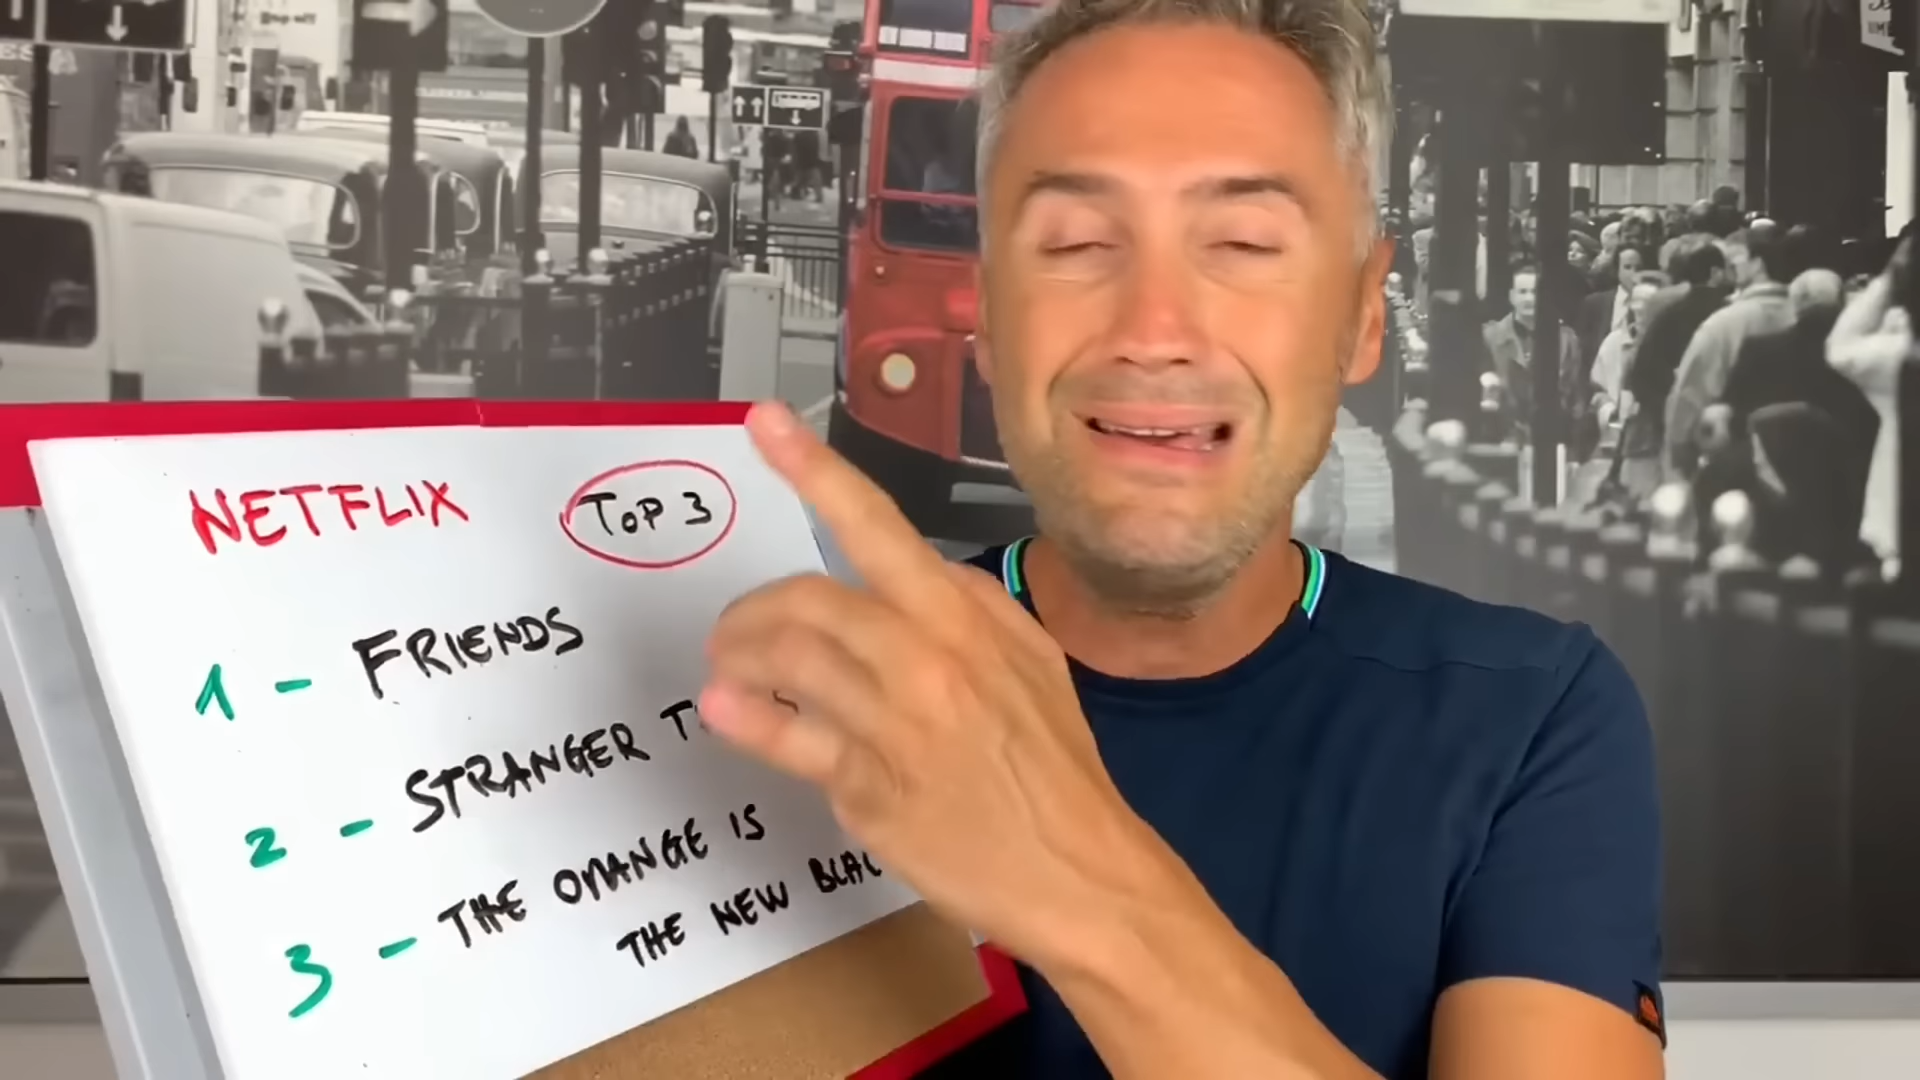 NETFLIX TOP 3
1 - FRIENDS
2 - STRANGER
3 - THE ORANGE IS
THE NEW